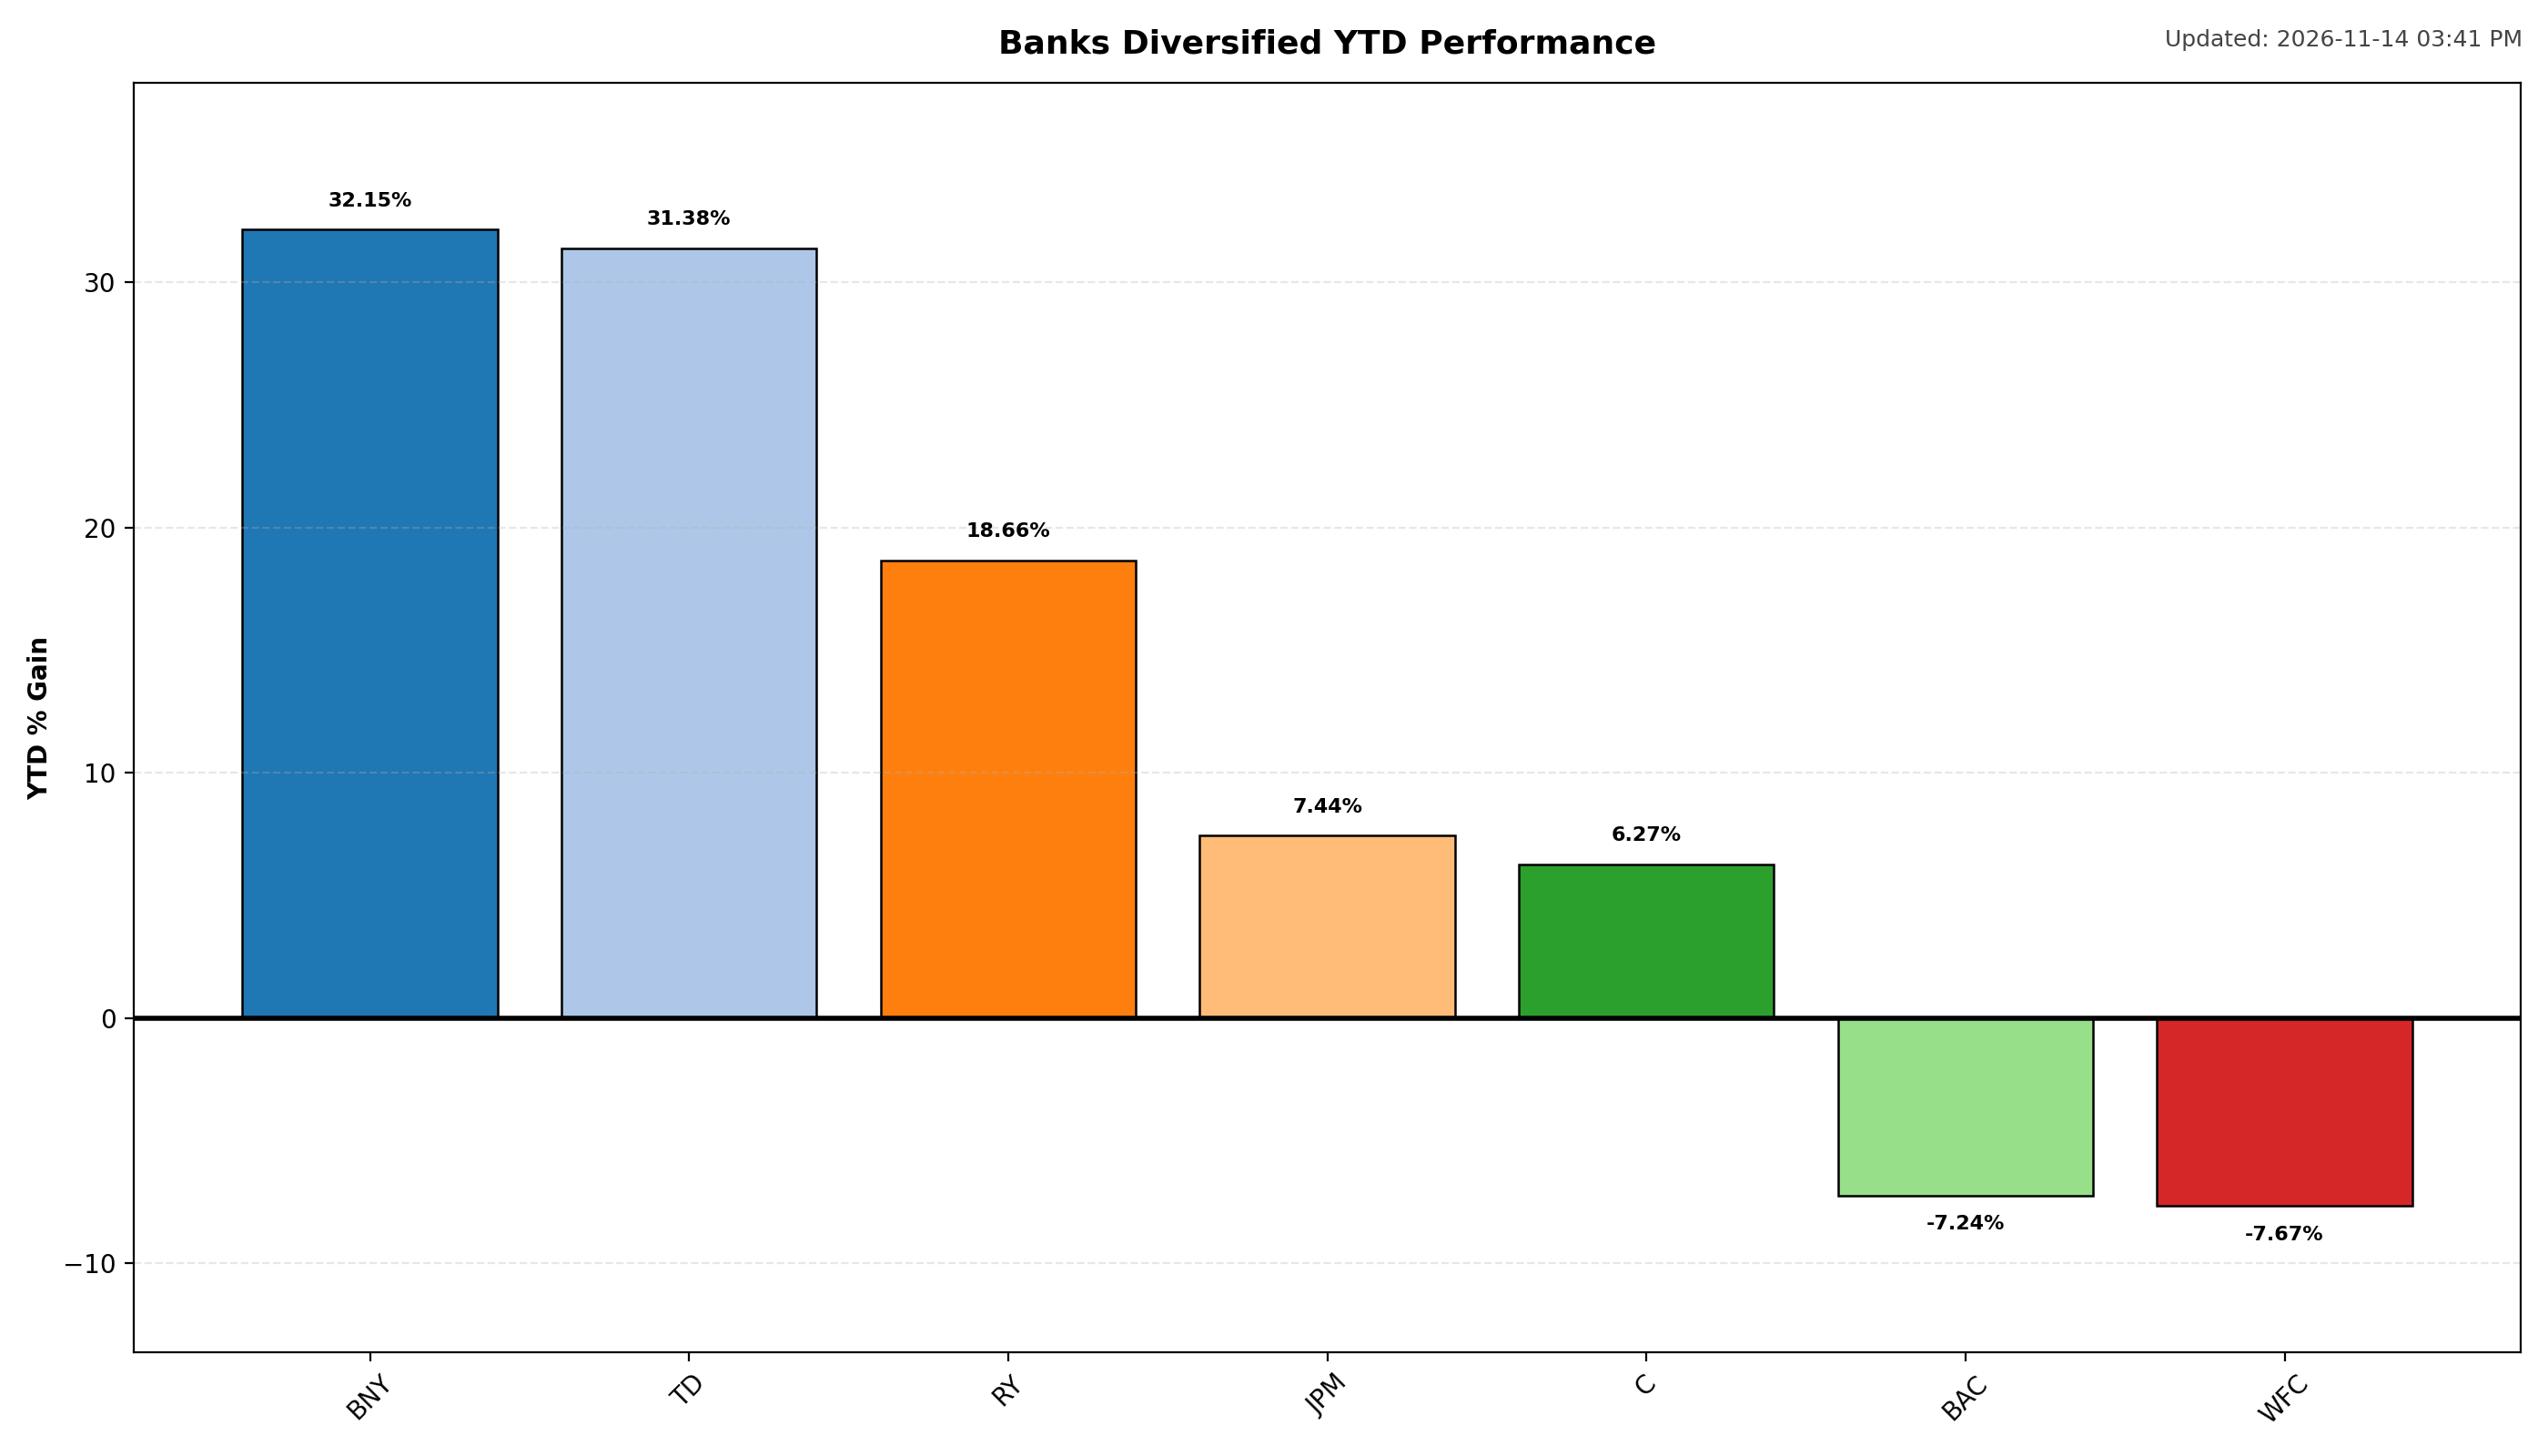 Banks Diversified YTD Performance
Updated: 2026-11-14 03:41 PM
YTD % Gain
30
20
10
0
−10
32.15%
31.38%
18.66%
7.44%
6.27%
-7.24%
-7.67%
BNY
TD
RY
JPM
C
BAC
WFC